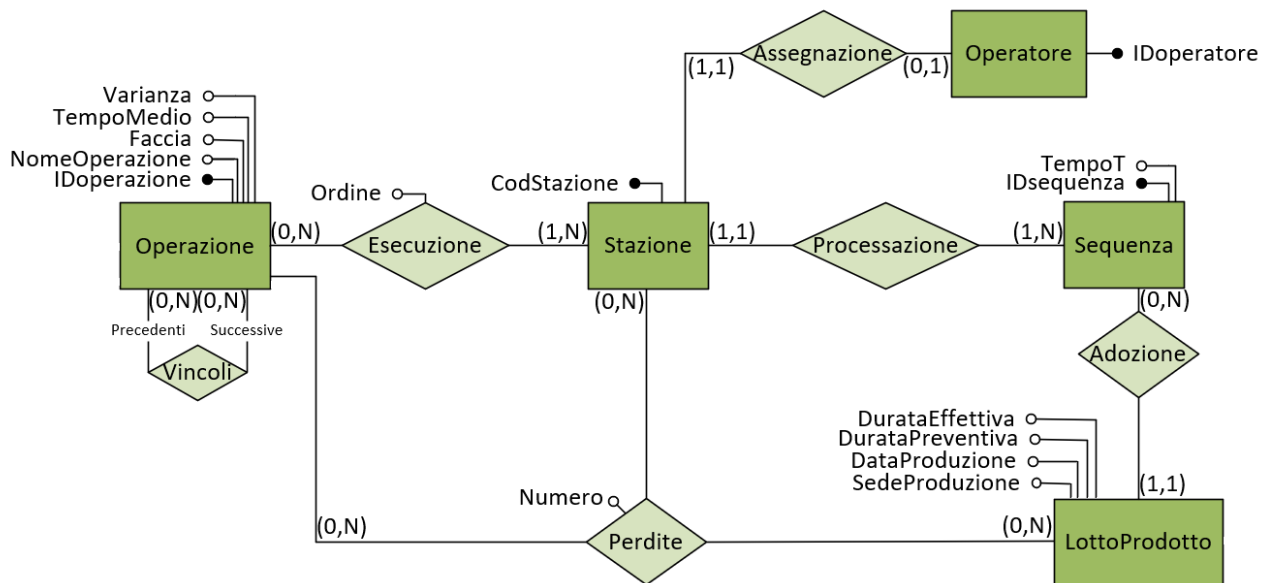 Assegnazione
Operatore
IDoperatore
(1,1)
(0,1)
Varianza
TempoMedio
Faccia
NomeOperazione
IDoperazione
Ordine
CodStazione
TempoT
IDsequenza
Operazione
(0,N)
Esecuzione
(1,N)
Stazione
(1,1)
Processazione
(1,N)
Sequenza
(0,N)
(0,N)
(0,N)
(0,N)
Precedenti
Successive
Vincoli
Adozione
DurataEffettiva
DurataPreventiva
DataProduzione
SedeProduzione
(1,1)
Numero
(0,N)
Perdite
(0,N)
LottoProdotto